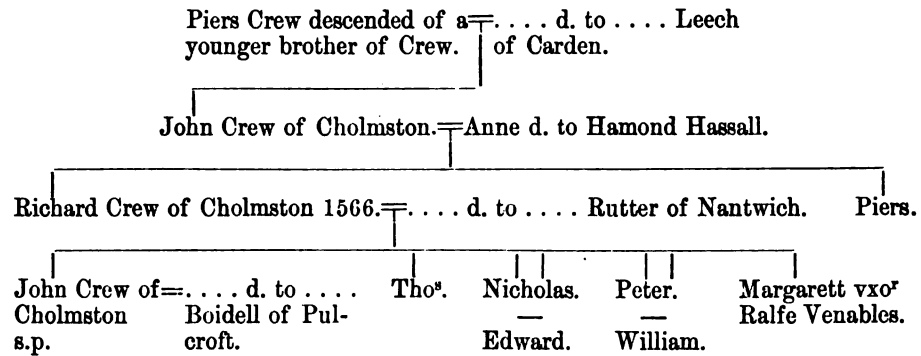 Piers Crew descended of a=. . . . d. to . . . . Leech
younger brother of Crew. of Carden.
John Crew of Cholmston.=Anne d. to Hamond Hassall.
Richard Crew of Cholmston 1566.=. . . . d. to . . . . Rutter of Nantwich. Piers.
John Crew of=. . . . d. to . . . . Thoˢ. Nicholas. Peter. Margarett vxoʳ
Cholmston Boidell of Pul- — — Ralfe Venables.
s.p. croft. Edward. William.